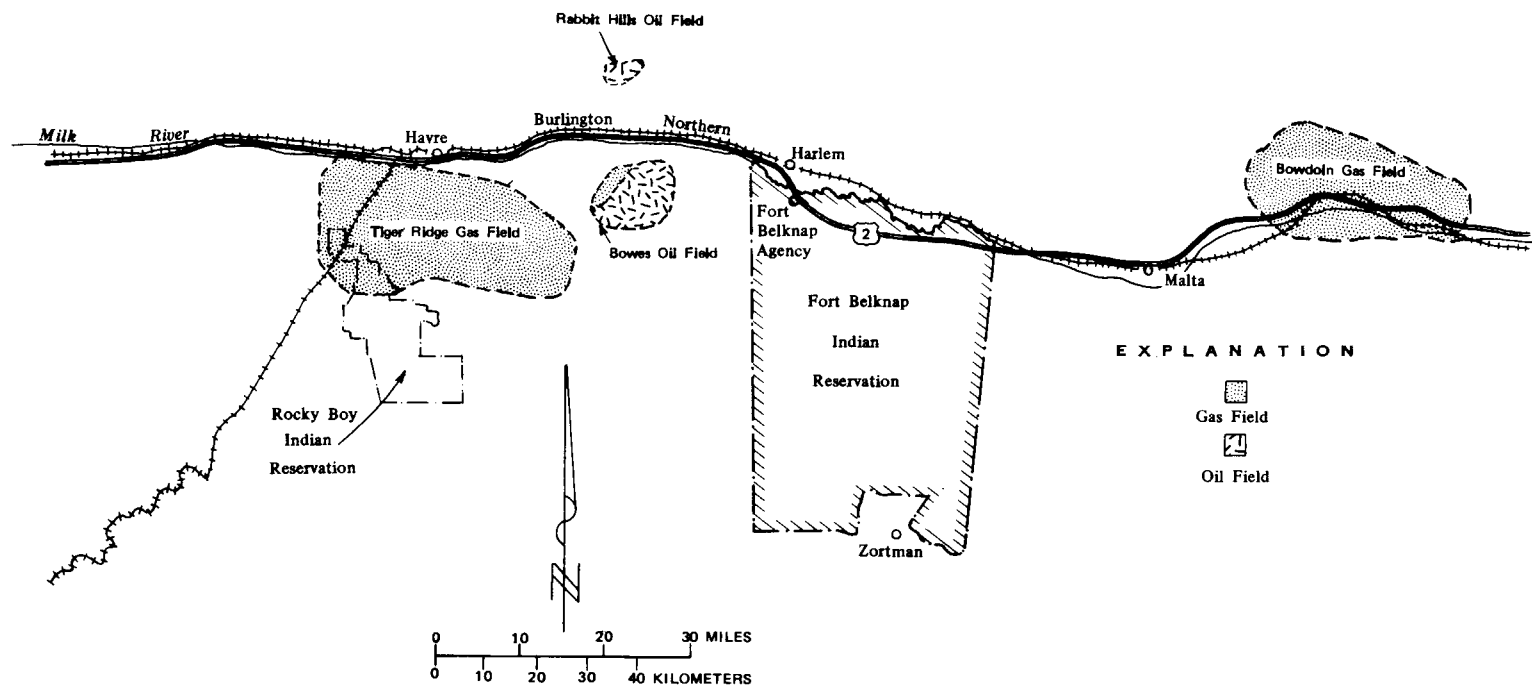 Rabbit Hills Oil Field
Milk River
Havre
Burlington Northern
Harlem
Bowdoin Gas Field
Tiger Ridge Gas Field
Bowes Oil Field
Fort
Belknap
Agency
2
Malta
Fort Belknap
Indian
Reservation
EXPLANATION
Gas Field
Oil Field
Rocky Boy
Indian
Reservation
Zortman
N
0 10 20 30 MILES
0 10 20 30 40 KILOMETERS